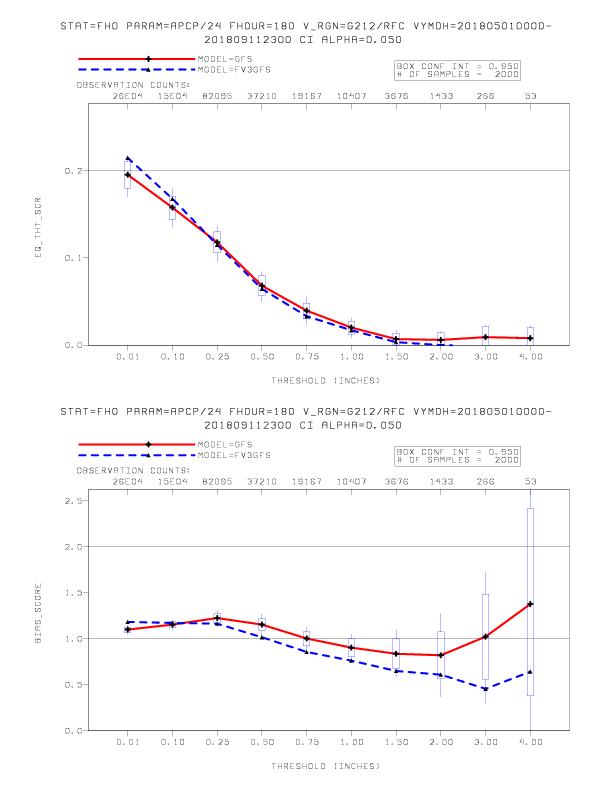 STAT=FHO PARAM=APCP/24 FHDUR=180 V_RGN=G212/RFC VYMDH=201805010000-
201809112300 CI ALPHA=0.050
MODEL=GFS
MODEL=FV3GFS
BOX CONF INT = 0.950
# OF SAMPLES = 2000
OBSERVATION COUNTS:
26E04 15E04 82095 37210 19167 10407 3676 1433 266 53
EQ_THT_SCR
0.2
0.1
0.0
0.01 0.10 0.25 0.50 0.75 1.00 1.50 2.00 3.00 4.00
THRESHOLD (INCHES)
STAT=FHO PARAM=APCP/24 FHDUR=180 V_RGN=G212/RFC VYMDH=201805010000-
201809112300 CI ALPHA=0.050
MODEL=GFS
MODEL=FV3GFS
BOX CONF INT = 0.950
# OF SAMPLES = 2000
OBSERVATION COUNTS:
26E04 15E04 82095 37210 19167 10407 3676 1433 266 53
BIAS_SCORE
2.5
2.0
1.5
1.0
0.5
0.0
0.01 0.10 0.25 0.50 0.75 1.00 1.50 2.00 3.00 4.00
THRESHOLD (INCHES)